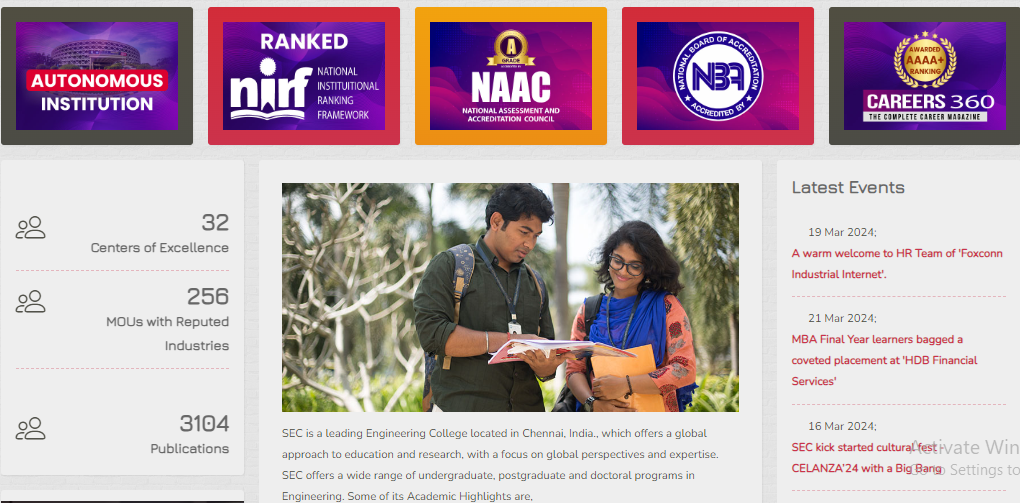 AUTONOMOUS
INSTITUTION
RANKED
nirf
NATIONAL
INSTITUITIONAL
RANKING
FRAMEWORK
A
GRADE
NAAC
NATIONAL ASSESSMENT AND
ACCREDITATION COUNCIL
NATIONAL BOARD OF ACCREDITATION
NBA
ACCREDITED BY
AWARDED
AAAA+
RANKING
CAREERS 360
THE COMPLETE CAREER MAGAZINE
32
Centers of Excellence
256
MOUs with Reputed
Industries
3104
Publications
SEC is a leading Engineering College located in Chennai, India., which offers a global
approach to education and research, with a focus on global perspectives and expertise.
SEC offers a wide range of undergraduate, postgraduate and doctoral programs in
Engineering. Some of its Academic Highlights are,
Latest Events
19 Mar 2024;
A warm welcome to HR Team of 'Foxconn
Industrial Internet'.
21 Mar 2024;
MBA Final Year learners bagged a
coveted placement at 'HDB Financial
Services'
16 Mar 2024;
SEC kick started cultural fest -
CELANZA'24 with a Big Bang
Activate Win
Go to Settings to